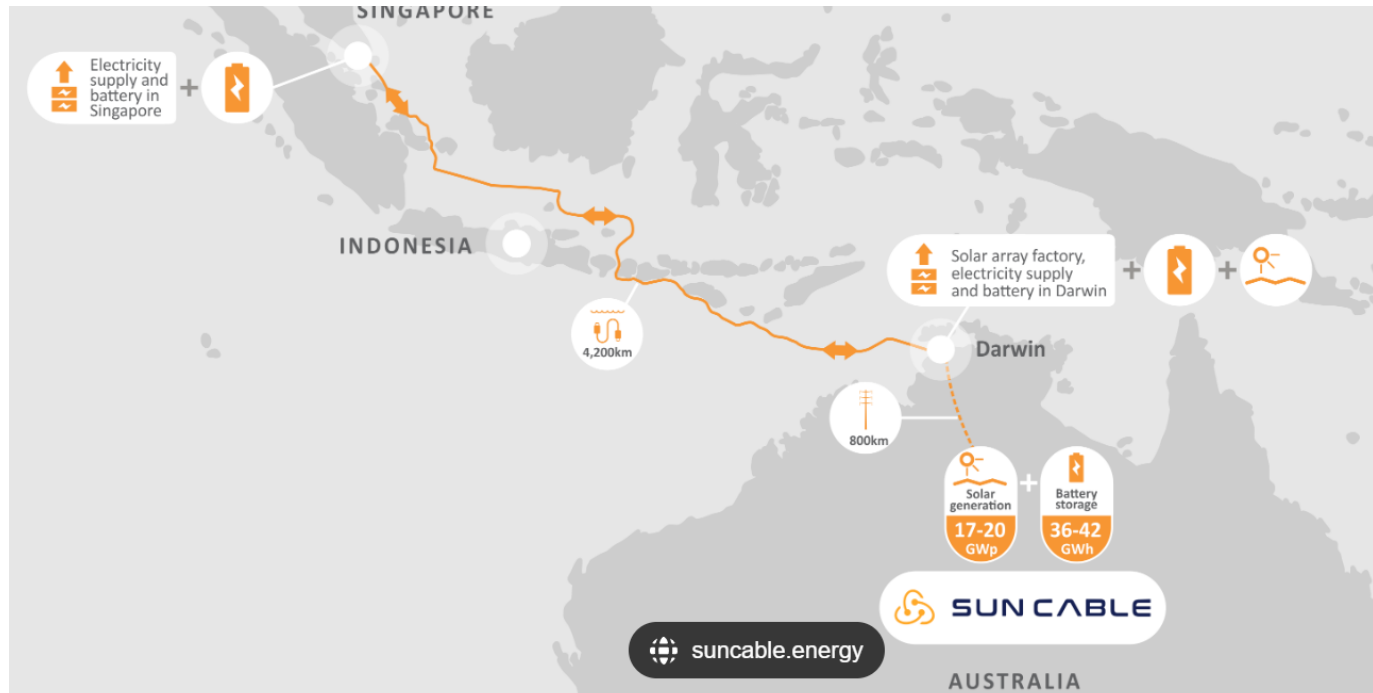 SINGAPORE
Electricity
supply and
battery in
Singapore
INDONESIA
Solar array factory,
electricity supply
and battery in Darwin
4,200km
Darwin
800km
Solar
generation
17-20
GWp
Battery
storage
36-42
GWh
SUN CABLE
suncable.energy
AUSTRALIA